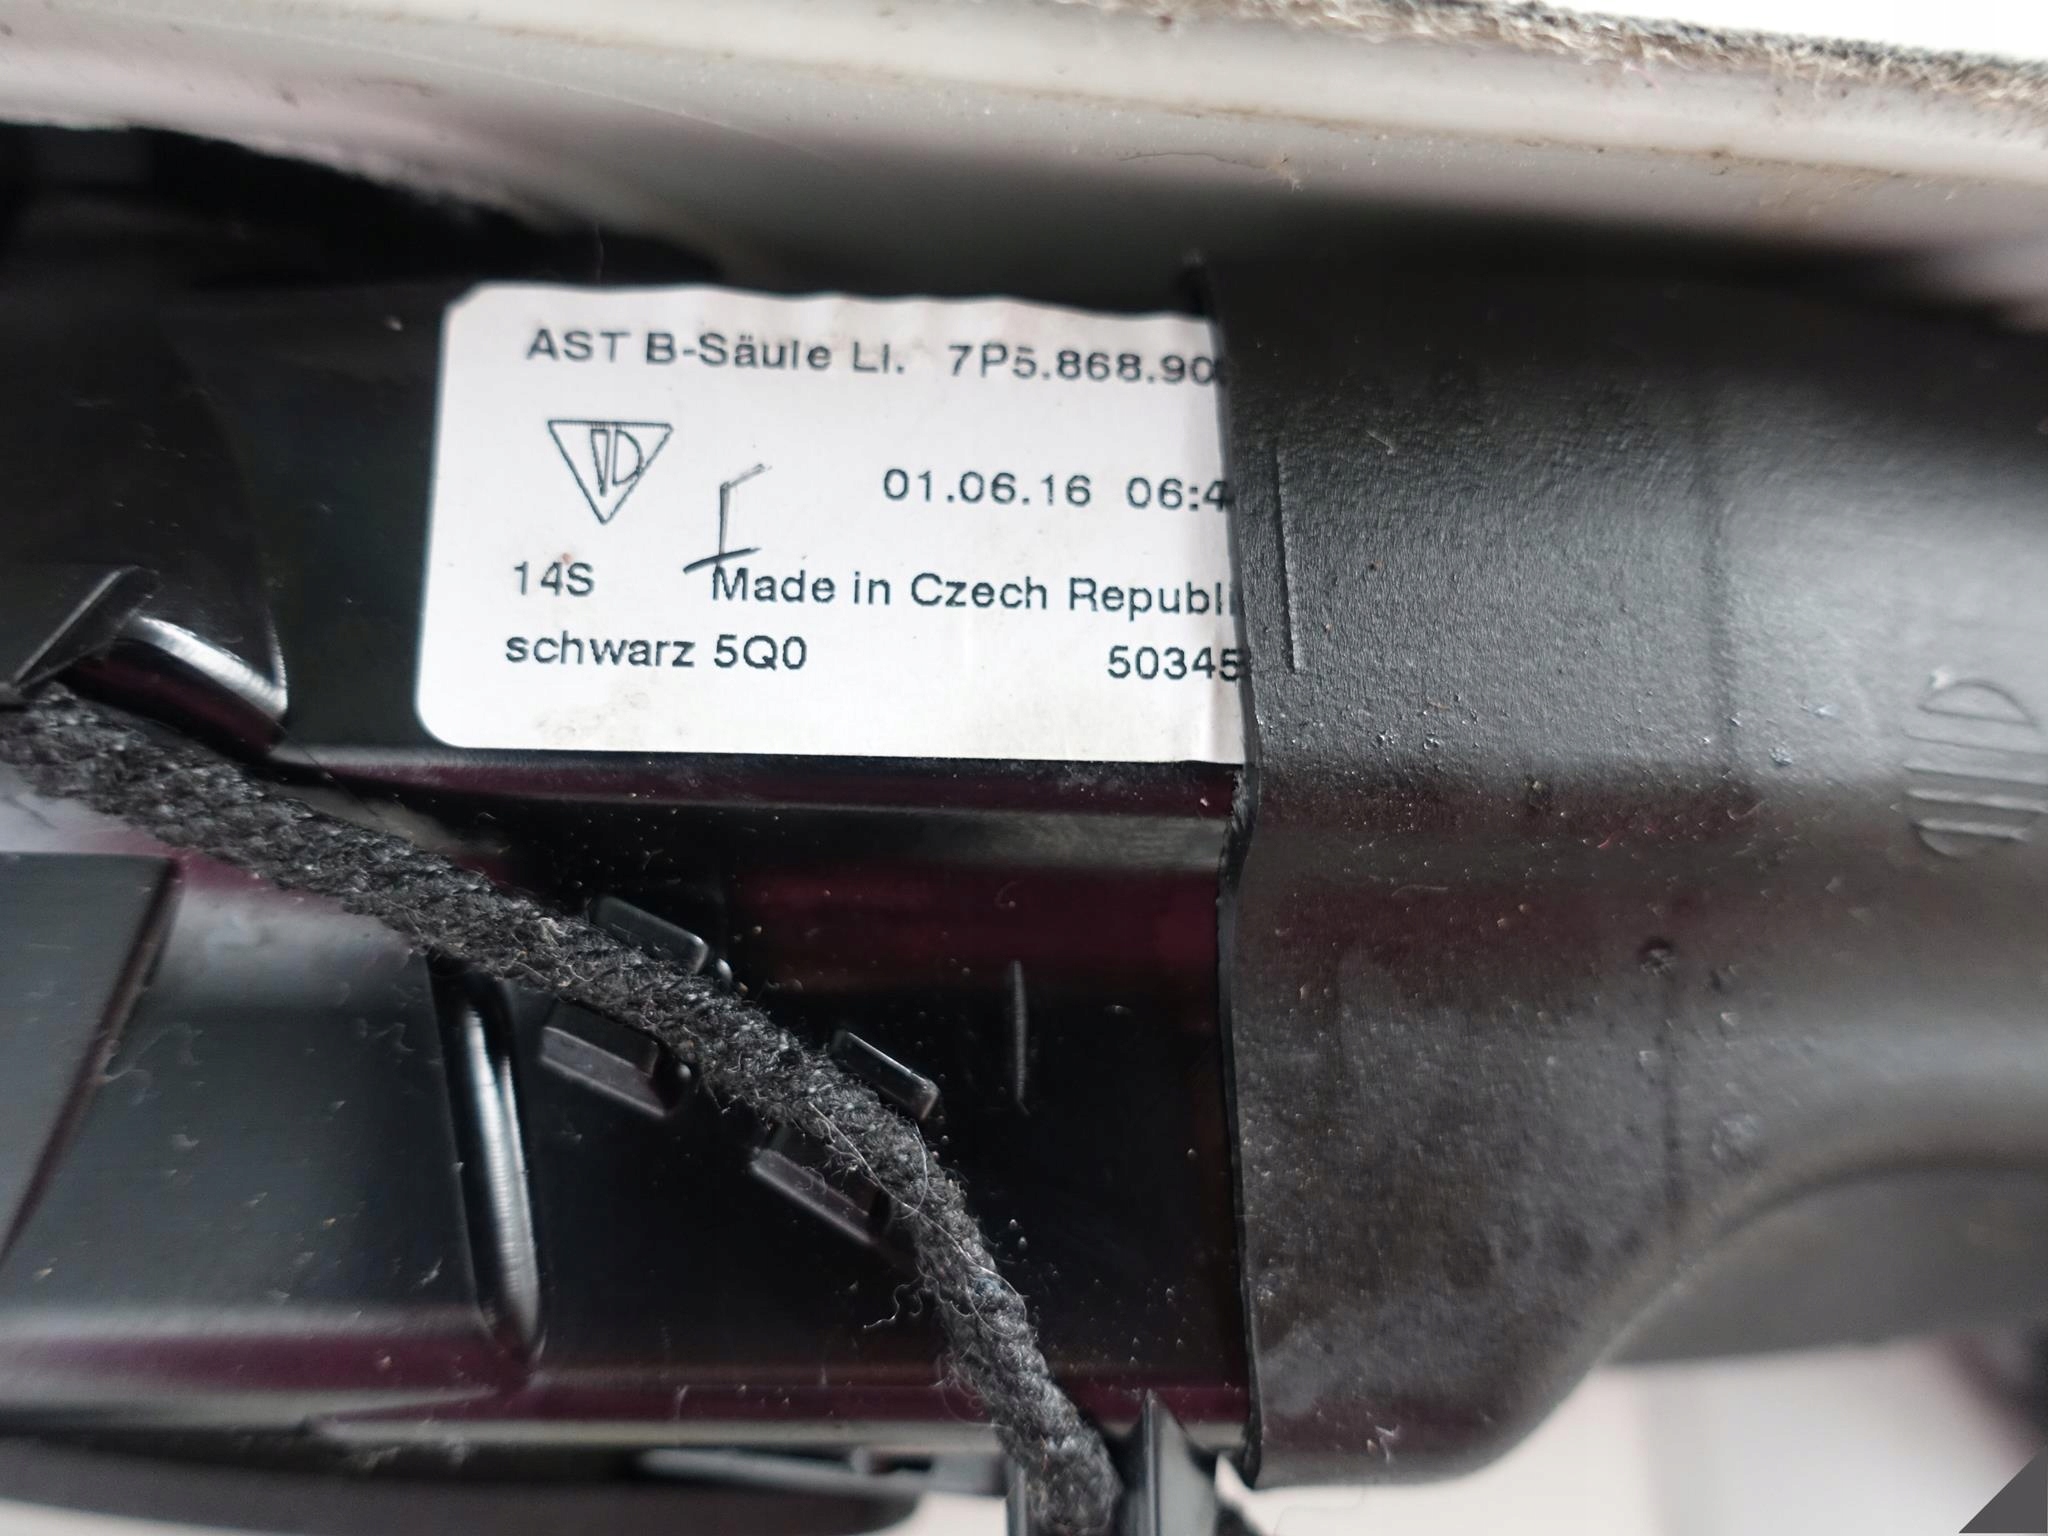 AST B-Säule LI. 7P5.868.90
01.06.16 06:4
14S Made in Czech Republi
schwarz 5Q0 50345